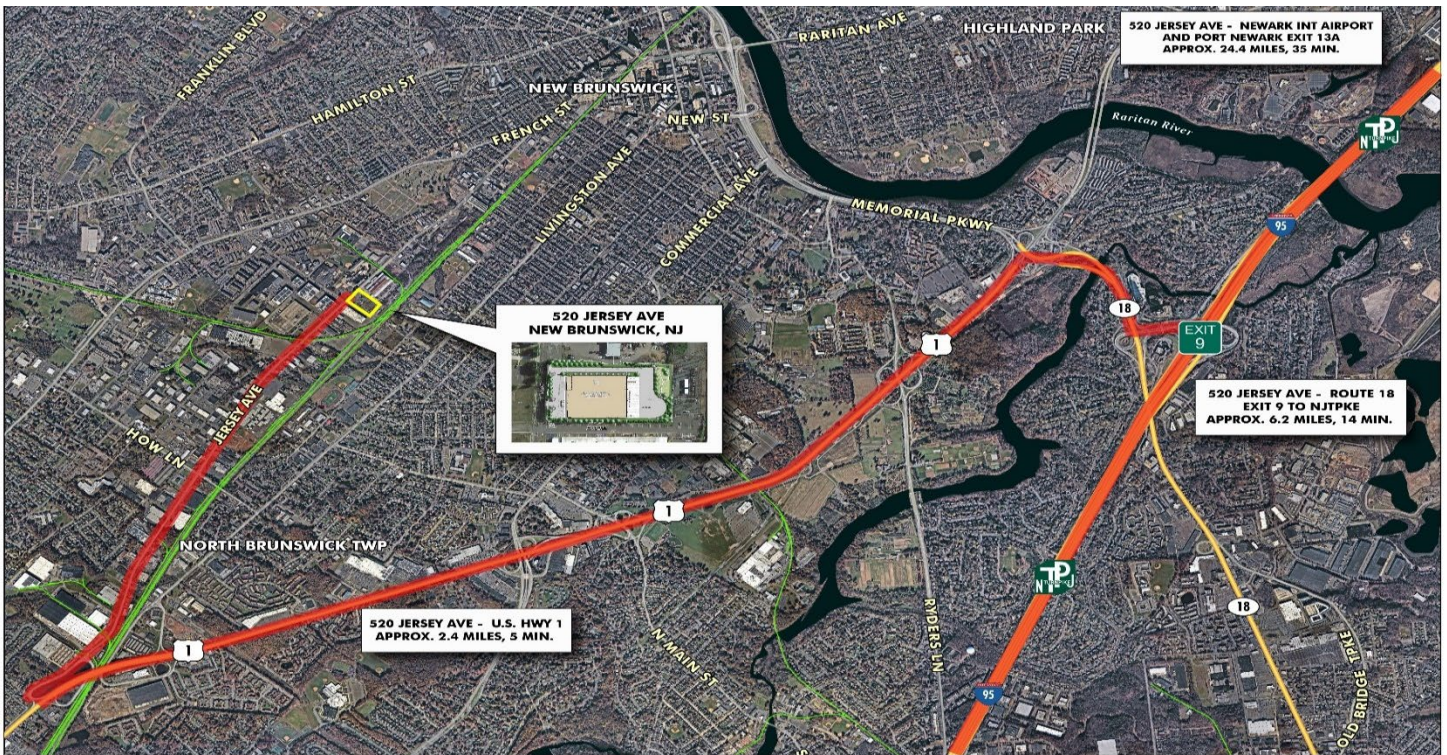 FRANKLIN BLVD
HAMILTON ST
FRENCH ST
NEW BRUNSWICK
NEW ST
RARITAN AVE
HIGHLAND PARK
520 JERSEY AVE - NEWARK INT AIRPORT
AND PORT NEWARK EXIT 13A
APPROX. 24.4 MILES, 35 MIN.
Raritan River
LIVINGSTON AVE
COMMERCIAL AVE
MEMORIAL PKWY
TP
N TURNPIKE J
95
18
EXIT
9
1
520 JERSEY AVE
NEW BRUNSWICK, NJ
520 JERSEY AVE - ROUTE 18
EXIT 9 TO NJTPKE
APPROX. 6.2 MILES, 14 MIN.
JERSEY AVE
HOW LN
1
NORTH BRUNSWICK TWP
TP
N TURNPIKE J
520 JERSEY AVE - U.S. HWY 1
APPROX. 2.4 MILES, 5 MIN.
1
N MAIN ST
RYDERS LN
18
95
OLD BRIDGE TPKE
S